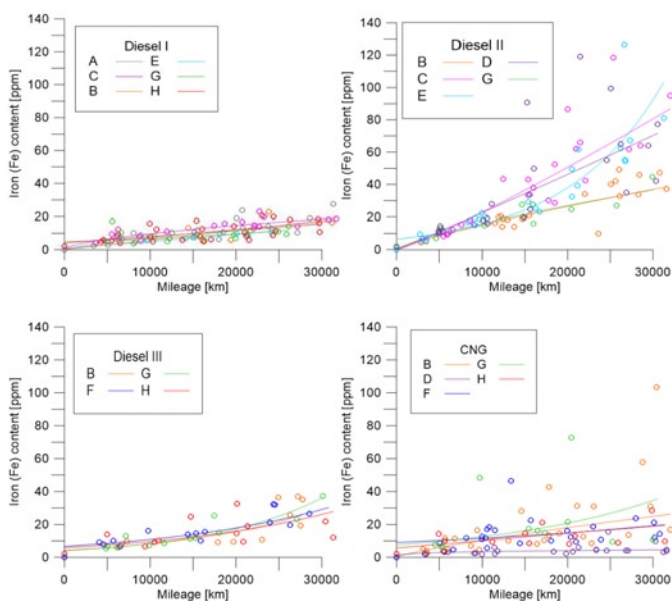 140
120
100
80
60
40
20
0
Iron (Fe) content [ppm]
Diesel I
A E
C G
B H
0 10000 20000 30000
Mileage [km]
140
120
100
80
60
40
20
0
Iron (Fe) content [ppm]
Diesel II
B D
C G
E
0 10000 20000 30000
Mileage [km]
140
120
100
80
60
40
20
0
Iron (Fe) content [ppm]
Diesel III
B G
F H
0 10000 20000 30000
Mileage [km]
140
120
100
80
60
40
20
0
Iron (Fe) content [ppm]
CNG
B G
D H
F
0 10000 20000 30000
Mileage [km]